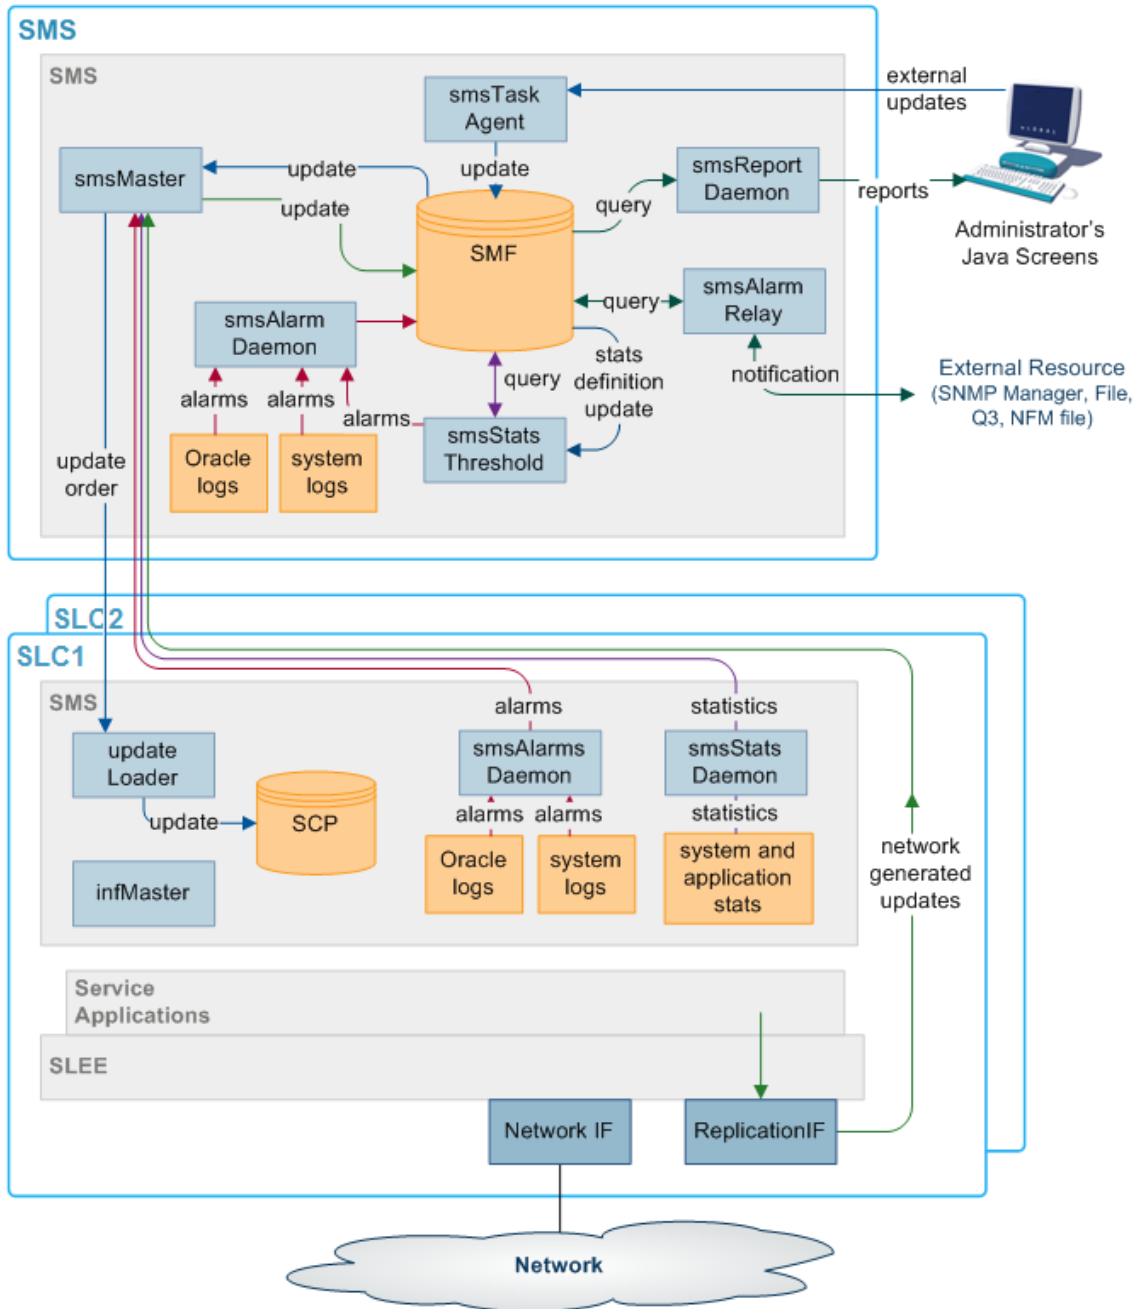 SMS
SMS
smsTask
Agent
external
updates
update
smsMaster
update
update
smsReport
Daemon
query
reports
Administrator's
Java Screens
SMF
smsAlarm
Relay
query
smsAlarm
Daemon
stats
definition
update
query
notification
External Resource
(SNMP Manager, File,
Q3, NFM file)
alarms
alarms
alarms
smsStats
Threshold
Oracle
logs
system
logs
update
order
SLC2
SLC1
SMS
alarms
statistics
update
Loader
smsAlarms
Daemon
smsStats
Daemon
update
SCP
alarms
alarms
statistics
Oracle
logs
system
logs
system and
application
stats
network
generated
updates
infMaster
Service
Applications
SLEE
Network IF
ReplicationIF
Network